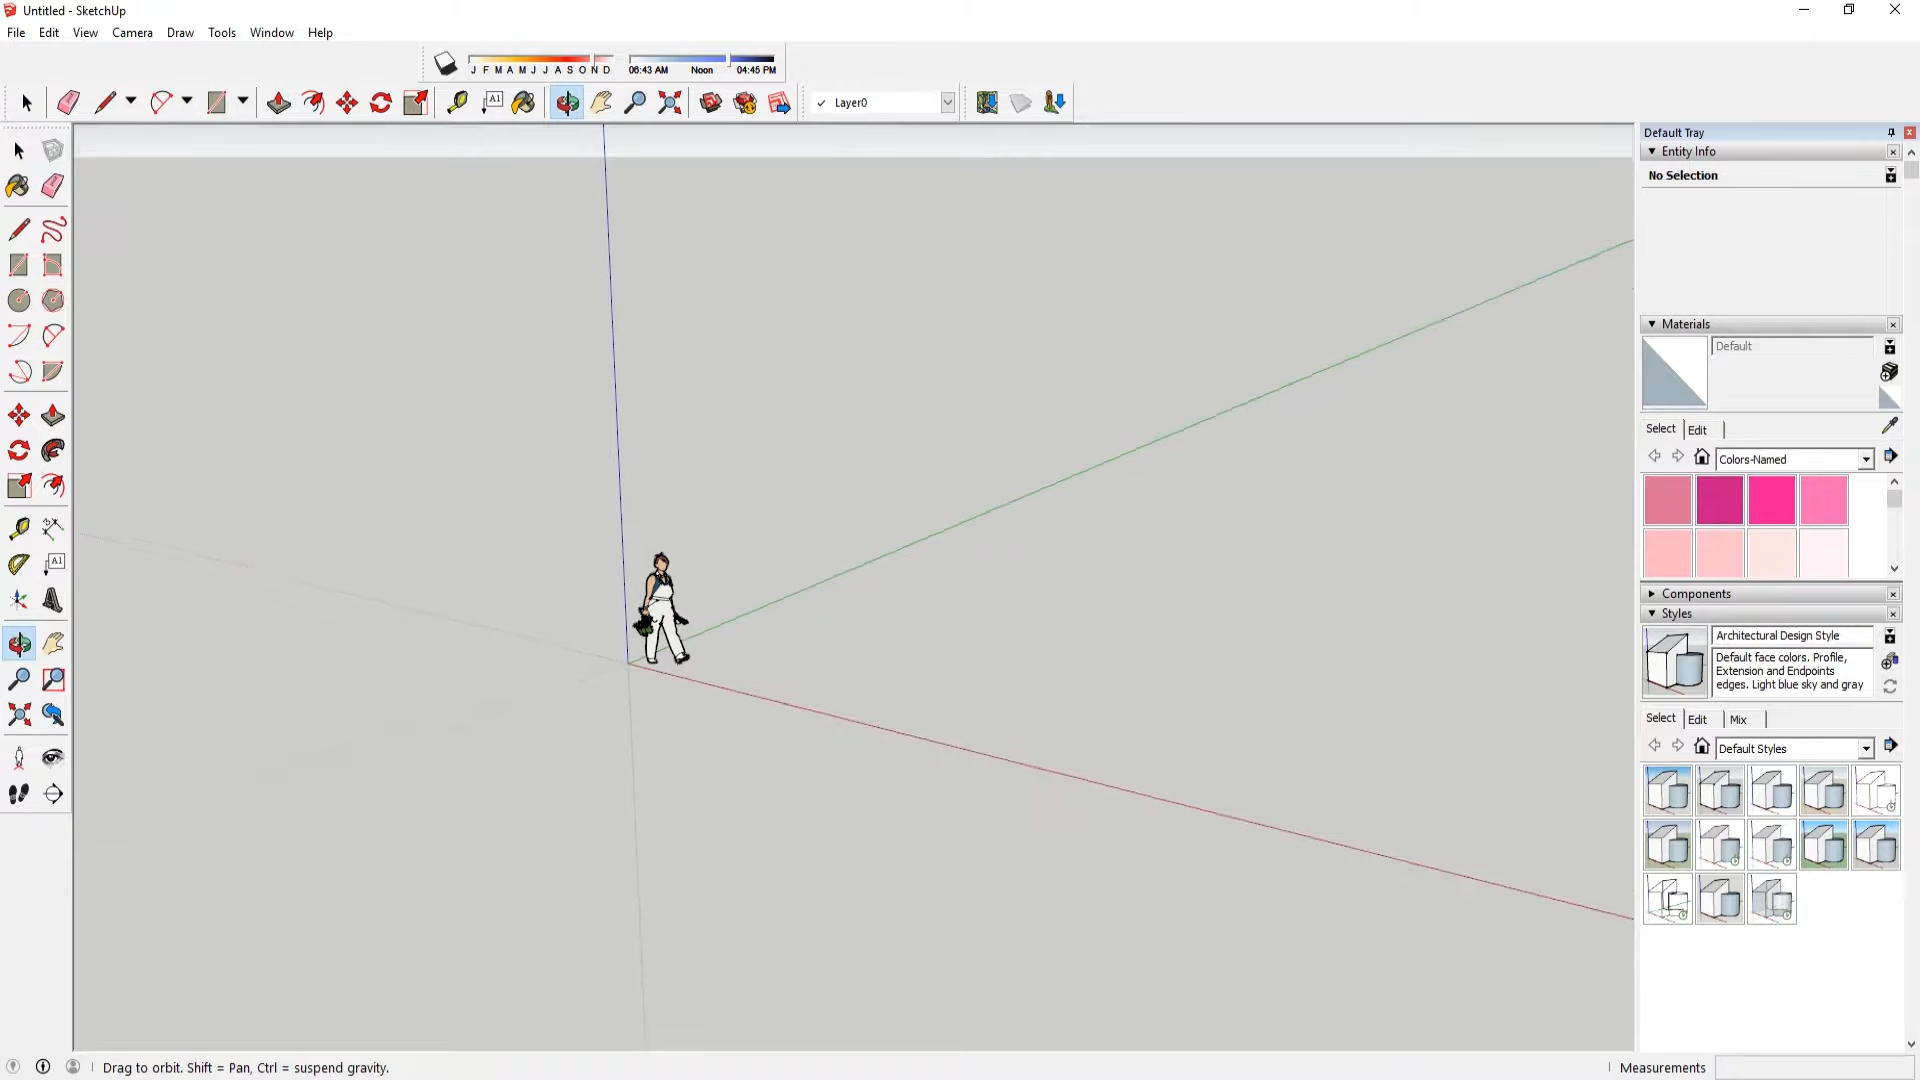 Untitled - SketchUp
File Edit View Camera Draw Tools Window Help
J F M A M J J A S O N D
06:43 AM Noon 04:45 PM
A1
Layer0
Default Tray
Entity Info
No Selection
Materials
Default
Select Edit
Colors-Named
A1
Components
Styles
Architectural Design Style
Default face colors. Profile,
Extension and Endpoints
edges. Light blue sky and gray
Select Edit Mix
Default Styles
Drag to orbit. Shift = Pan, Ctrl = suspend gravity.
Measurements